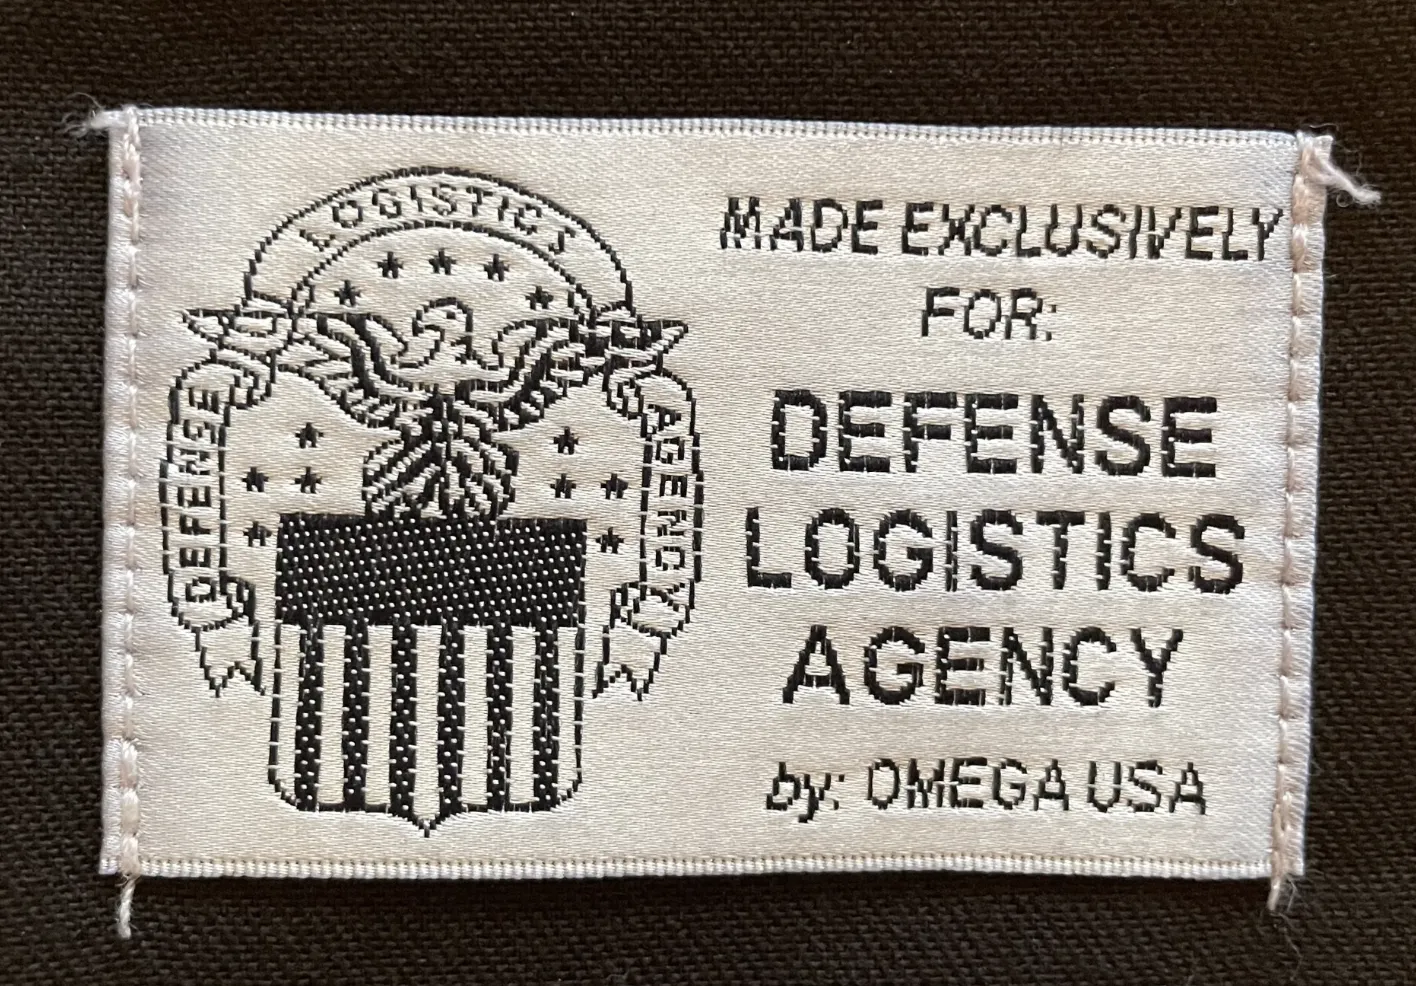 DEFENSE
LOGISTICS
AGENCY
MADE EXCLUSIVELY
FOR:
DEFENSE
LOGISTICS
AGENCY
by: OMEGA USA